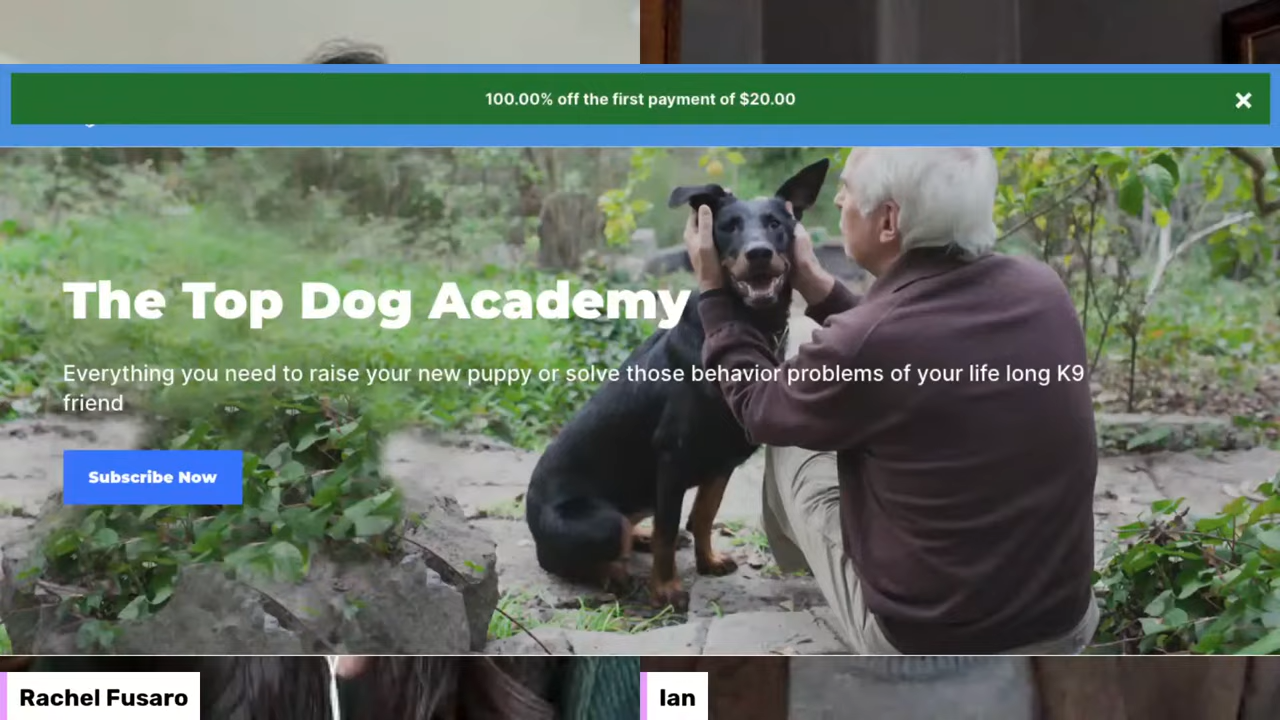 100.00% off the first payment of $20.00
The Top Dog Academy
Everything you need to raise your new puppy or solve those behavior problems of your life long K9
friend
Subscribe Now
Rachel Fusaro
Ian